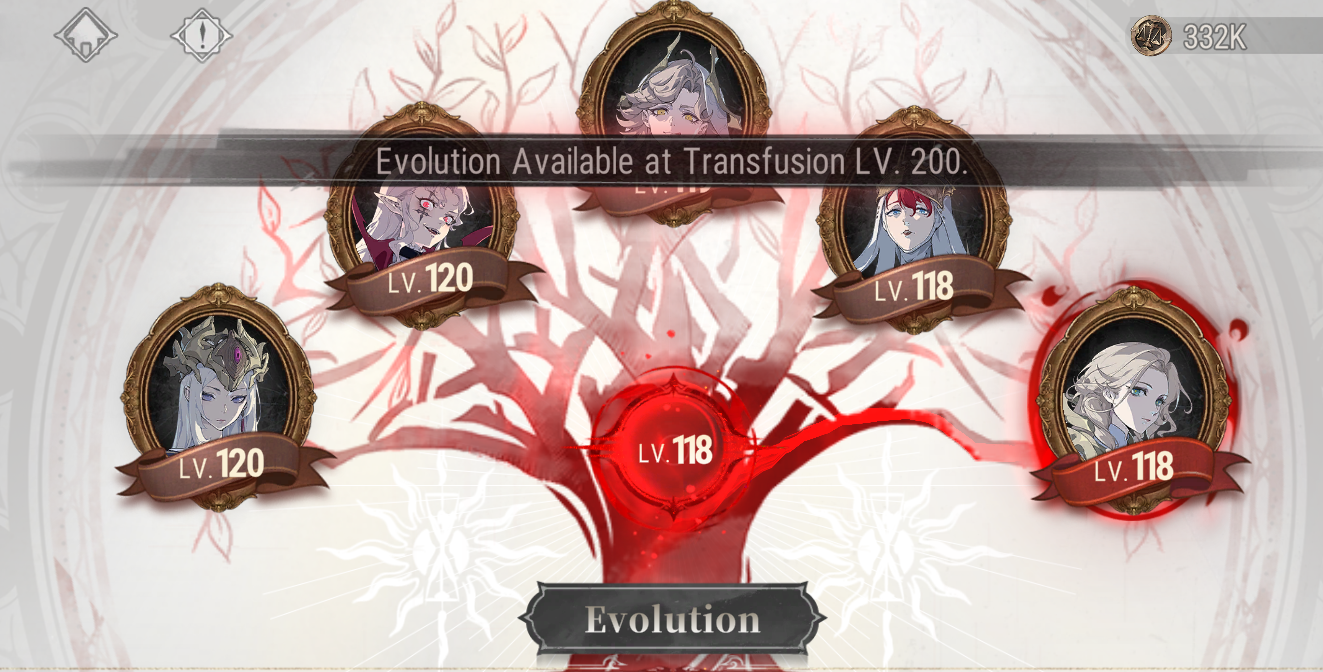 332K
Evolution Available at Transfusion LV. 200.
LV. 120
LV. 118
LV. 120
LV. 118
LV. 118
Evolution